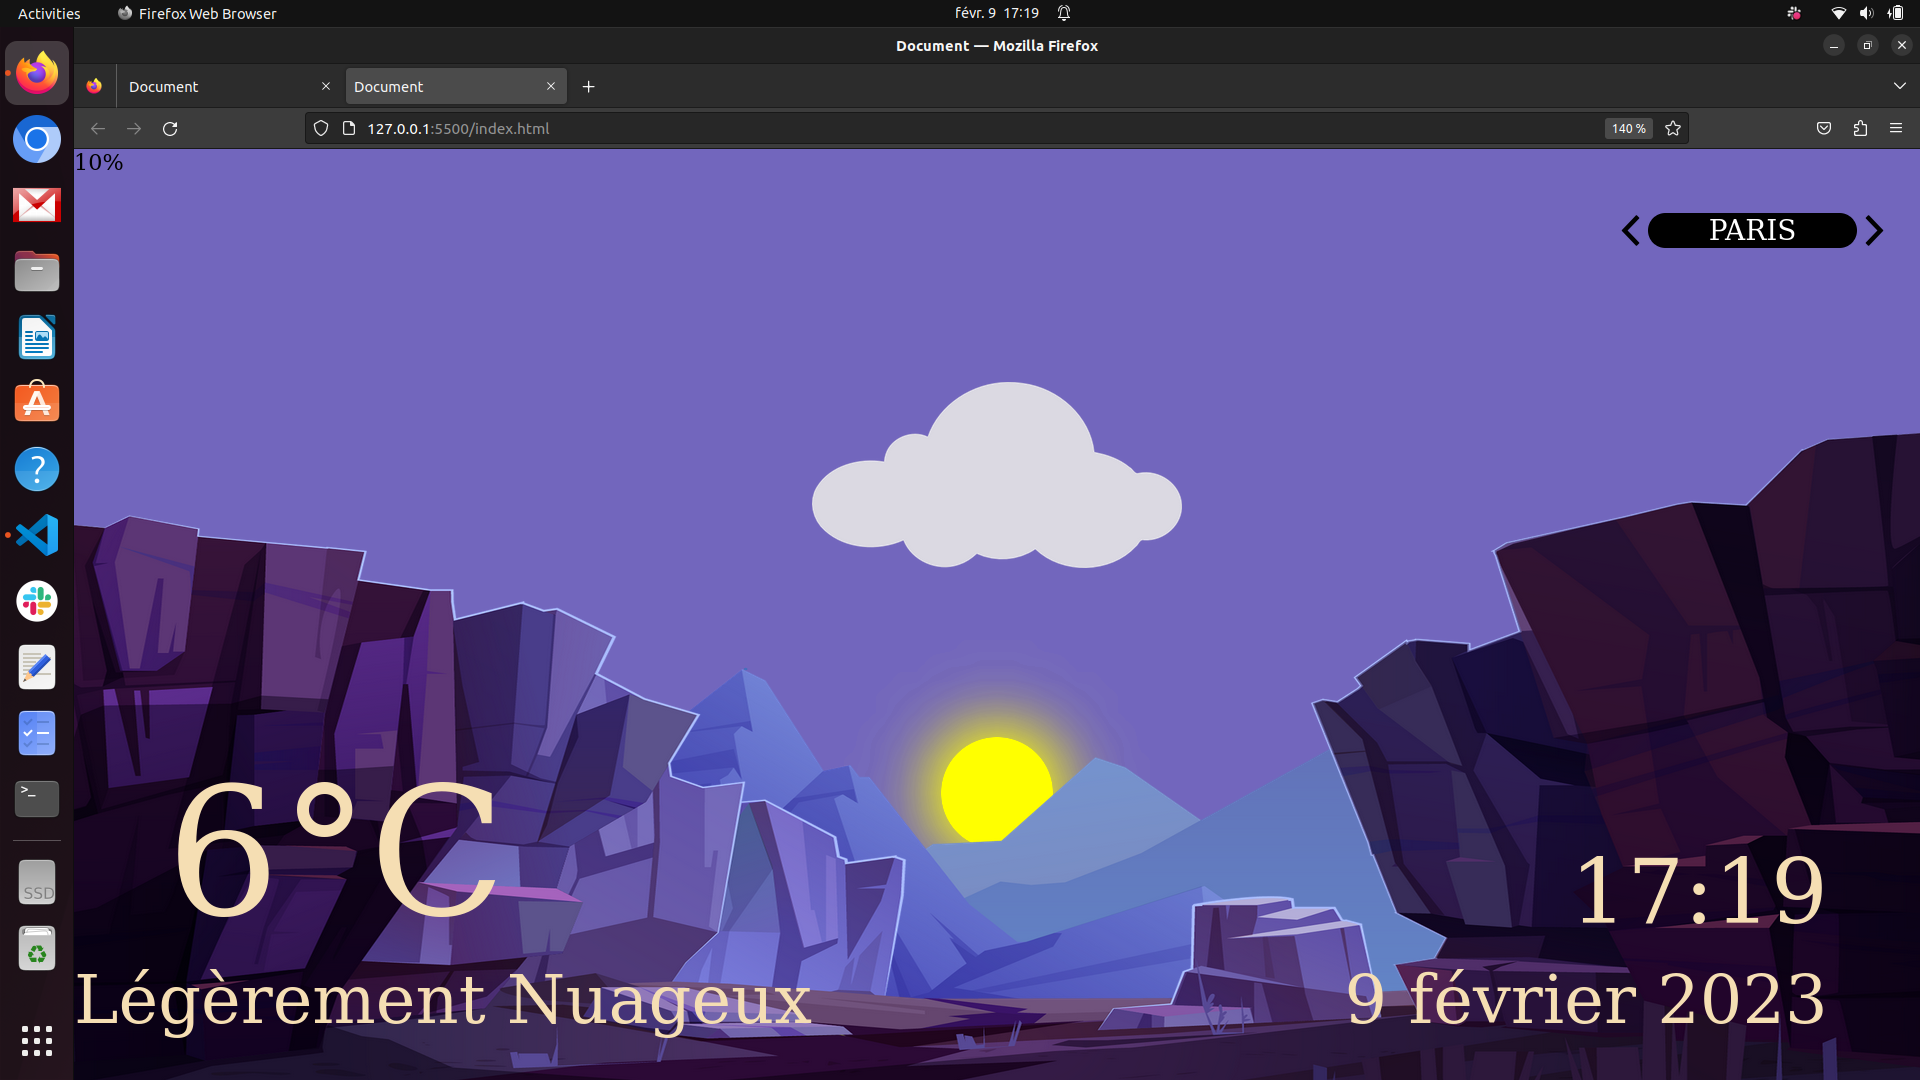 Activities Firefox Web Browser févr. 9 17:19
Document — Mozilla Firefox
Document Document
127.0.0.1:5500/index.html 140 %
10%
PARIS
>_
SSD
6°C
17:19
Légèrement Nuageux
9 février 2023